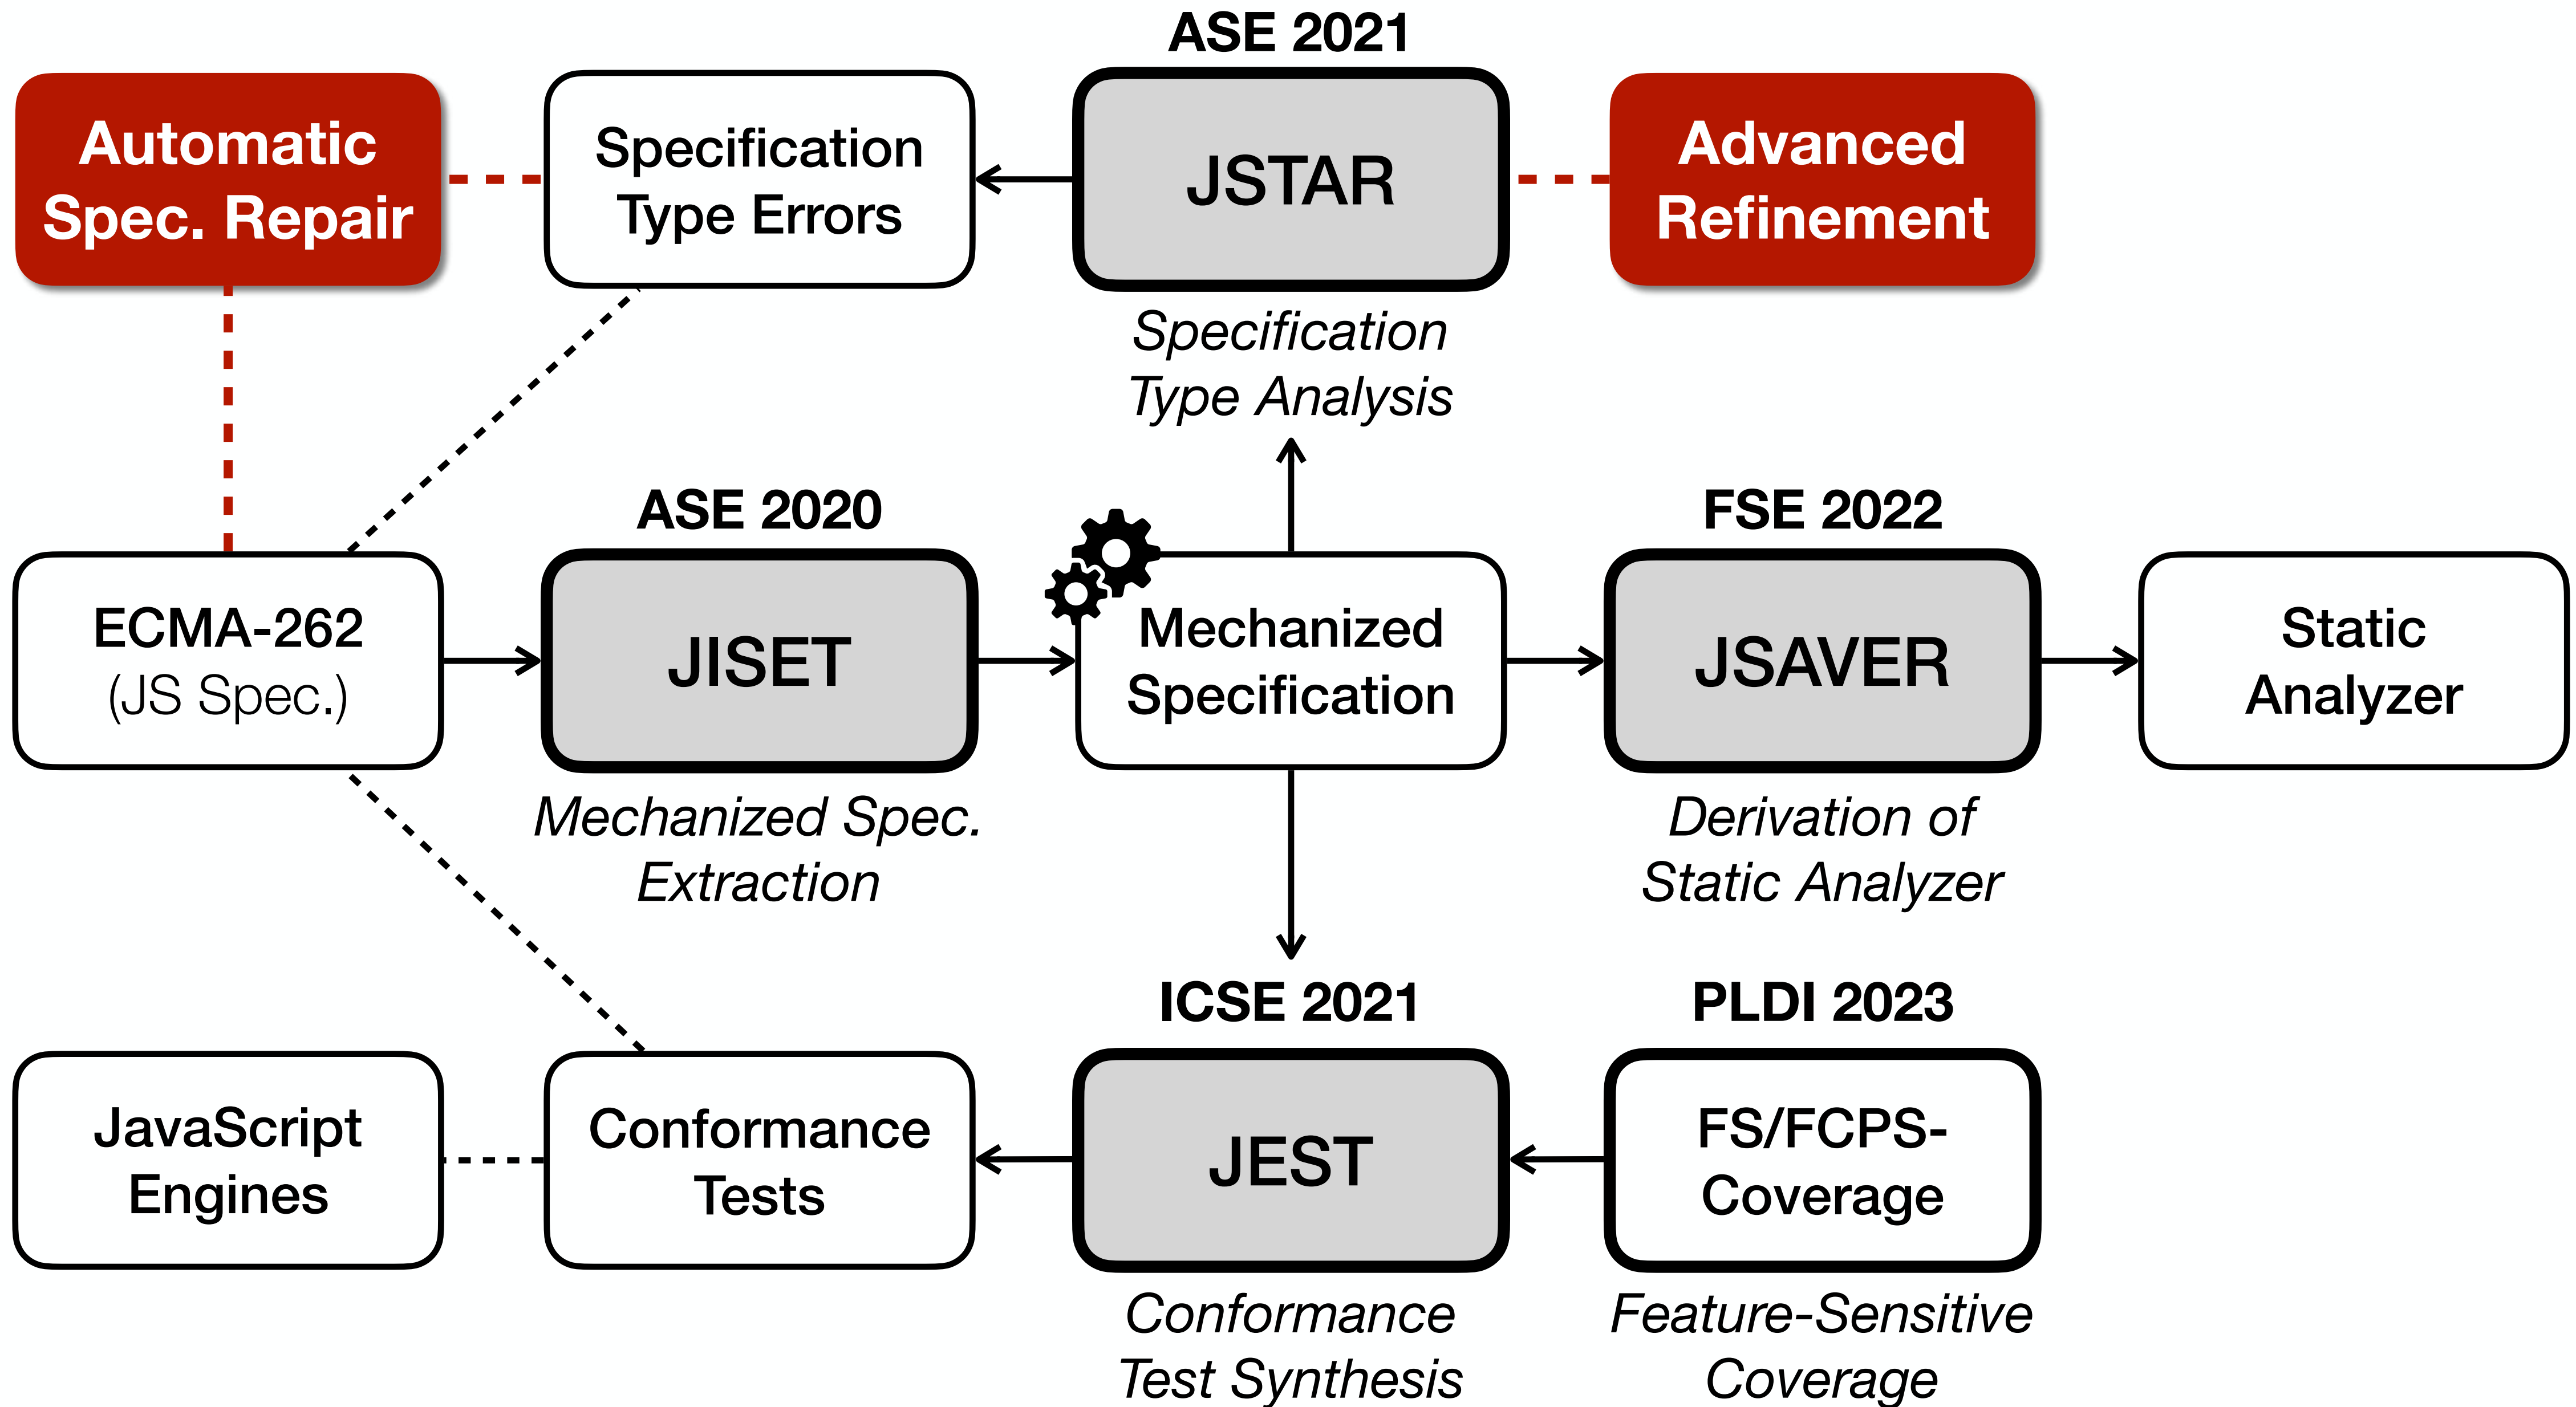 ASE 2021
Automatic
Spec. Repair
Specification
Type Errors
JSTAR
Advanced
Refinement
Specification
Type Analysis
ASE 2020
FSE 2022
ECMA-262
(JS Spec.)
JISET
Mechanized
Specification
JSAVER
Static
Analyzer
Mechanized Spec.
Extraction
Derivation of
Static Analyzer
ICSE 2021
PLDI 2023
JavaScript
Engines
Conformance
Tests
JEST
FS/FCPS-
Coverage
Conformance
Test Synthesis
Feature-Sensitive
Coverage